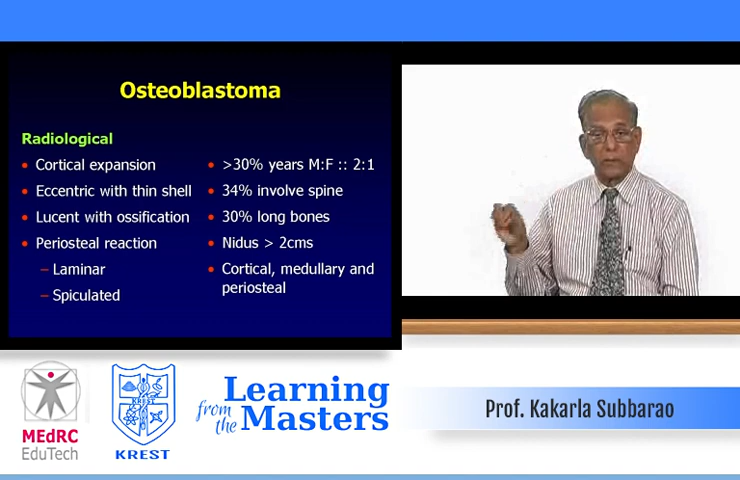 Osteoblastoma
Radiological
• Cortical expansion
• Eccentric with thin shell
• Lucent with ossification
• Periosteal reaction
– Laminar
– Spiculated
• >30% years M:F :: 2:1
• 34% involve spine
• 30% long bones
• Nidus > 2cms
• Cortical, medullary and
periosteal
MEdRC
EduTech
KREST
KREST
Learning
from the Masters
Prof. Kakarla Subbarao